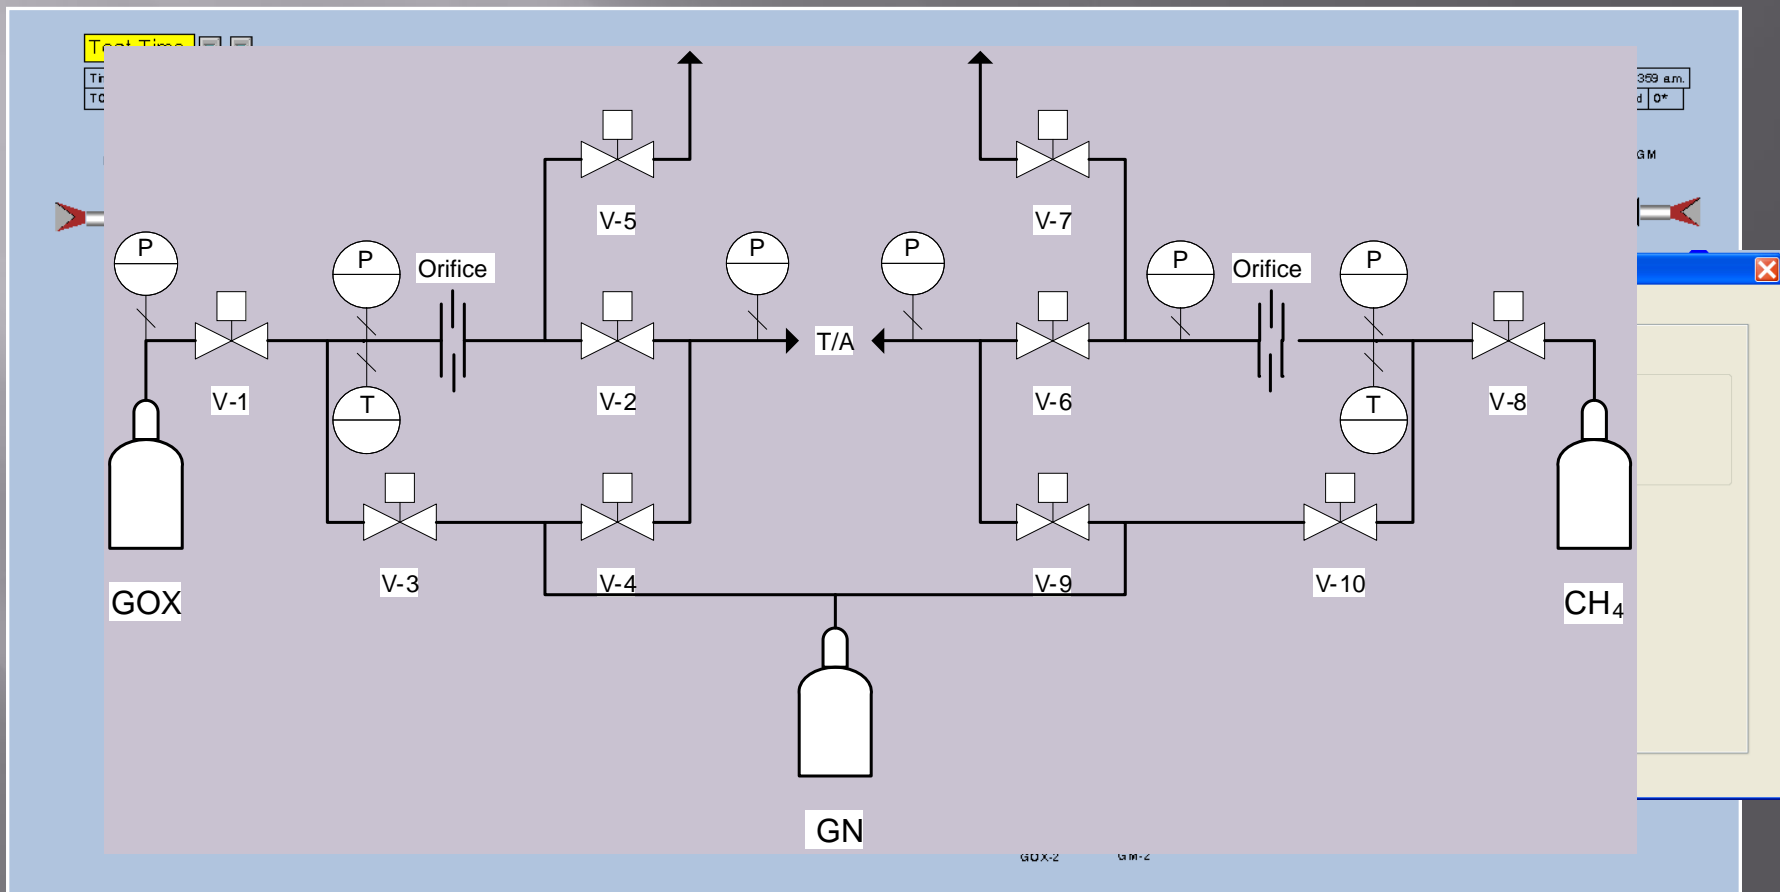 359 a.m.
0*
GM
V-5
V-7
P
P
P
P
P
P
Orifice
Orifice
T/A
V-1
T
V-2
V-6
T
V-8
V-3
V-4
V-9
V-10
GOX
CH₄
GN
GOX-2
GM-2